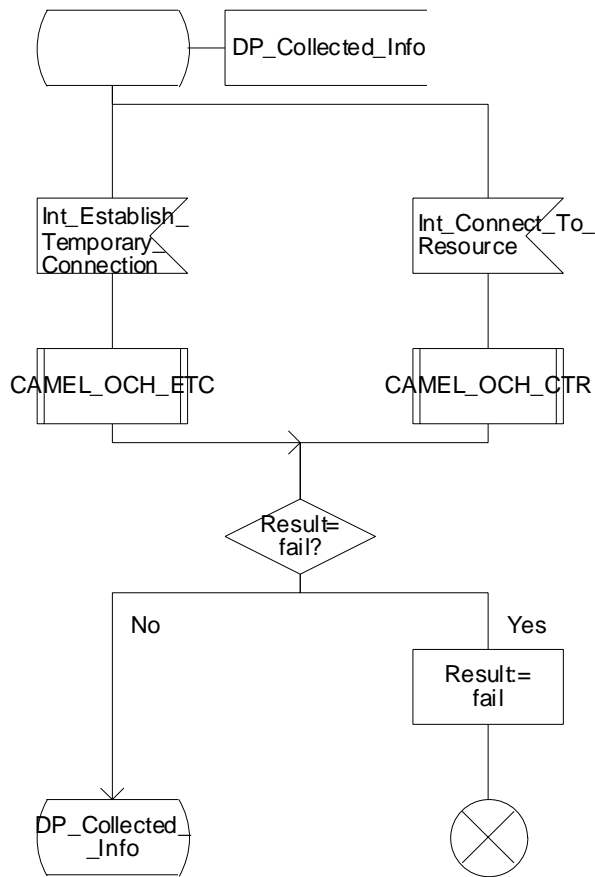 DP_Collected_Info
Int_Establish_
Temporary_
Connection
Int_Connect_To_
Resource
CAMEL_OCH_ETC
CAMEL_OCH_CTR
Result=
fail?
No
Yes
Result:=
fail
DP_Collected_
_Info